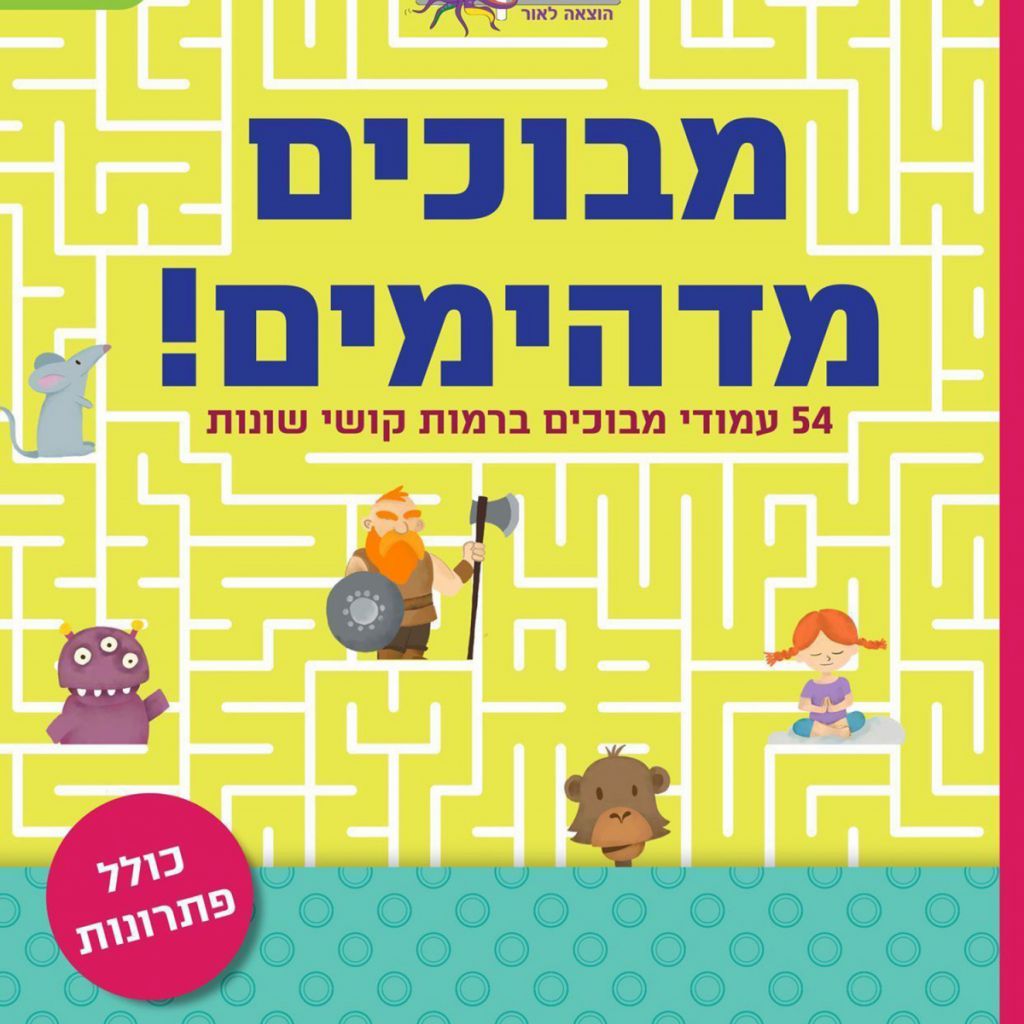 הוצאה לאור
מבוכים
מדהימים!
54 עמודי מבוכים ברמות קושי שונות
כולל
פתרונות